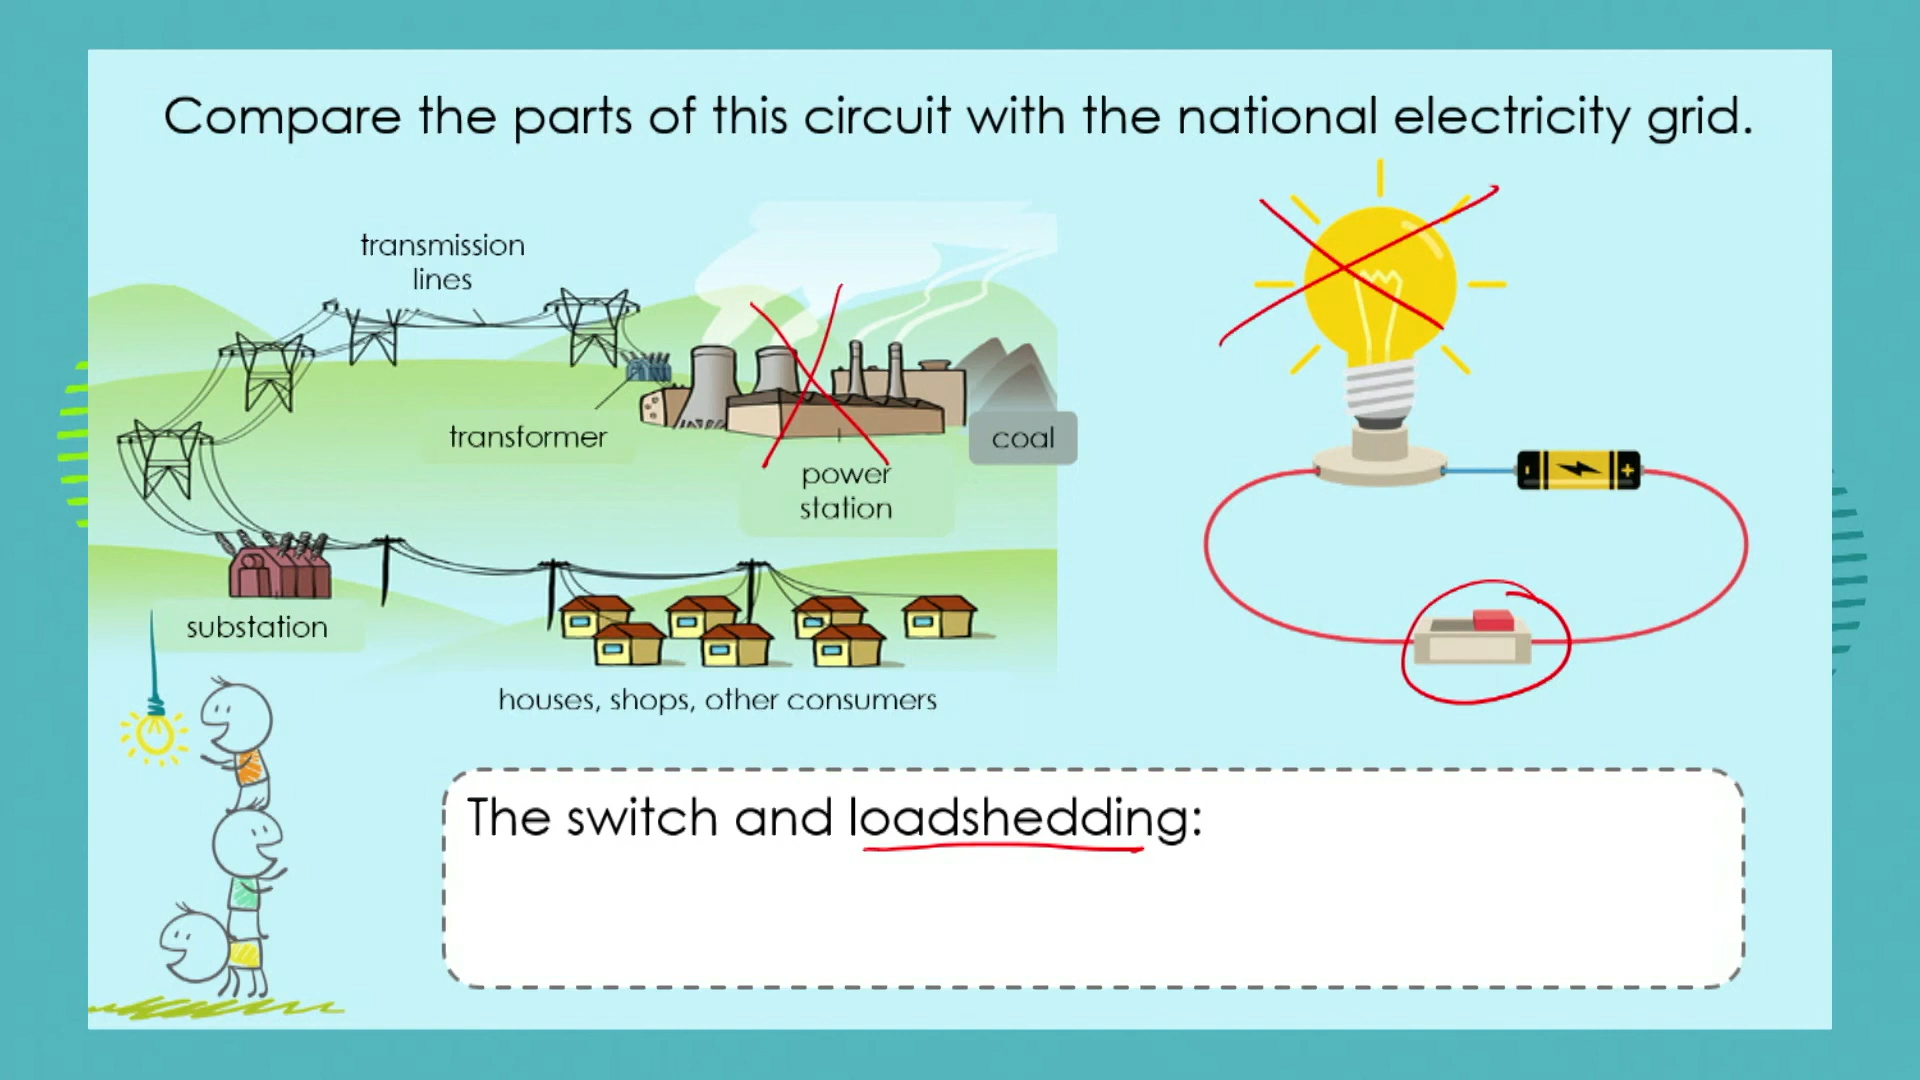 Compare the parts of this circuit with the national electricity grid.
transmission
lines
transformer
coal
power
station
substation
houses, shops, other consumers
- +
The switch and loadshedding: